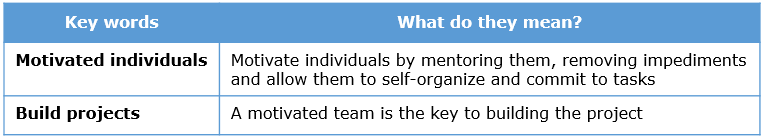 Key words What do they mean?
Motivated individuals Motivate individuals by mentoring them, removing impediments
and allow them to self-organize and commit to tasks
Build projects A motivated team is the key to building the project